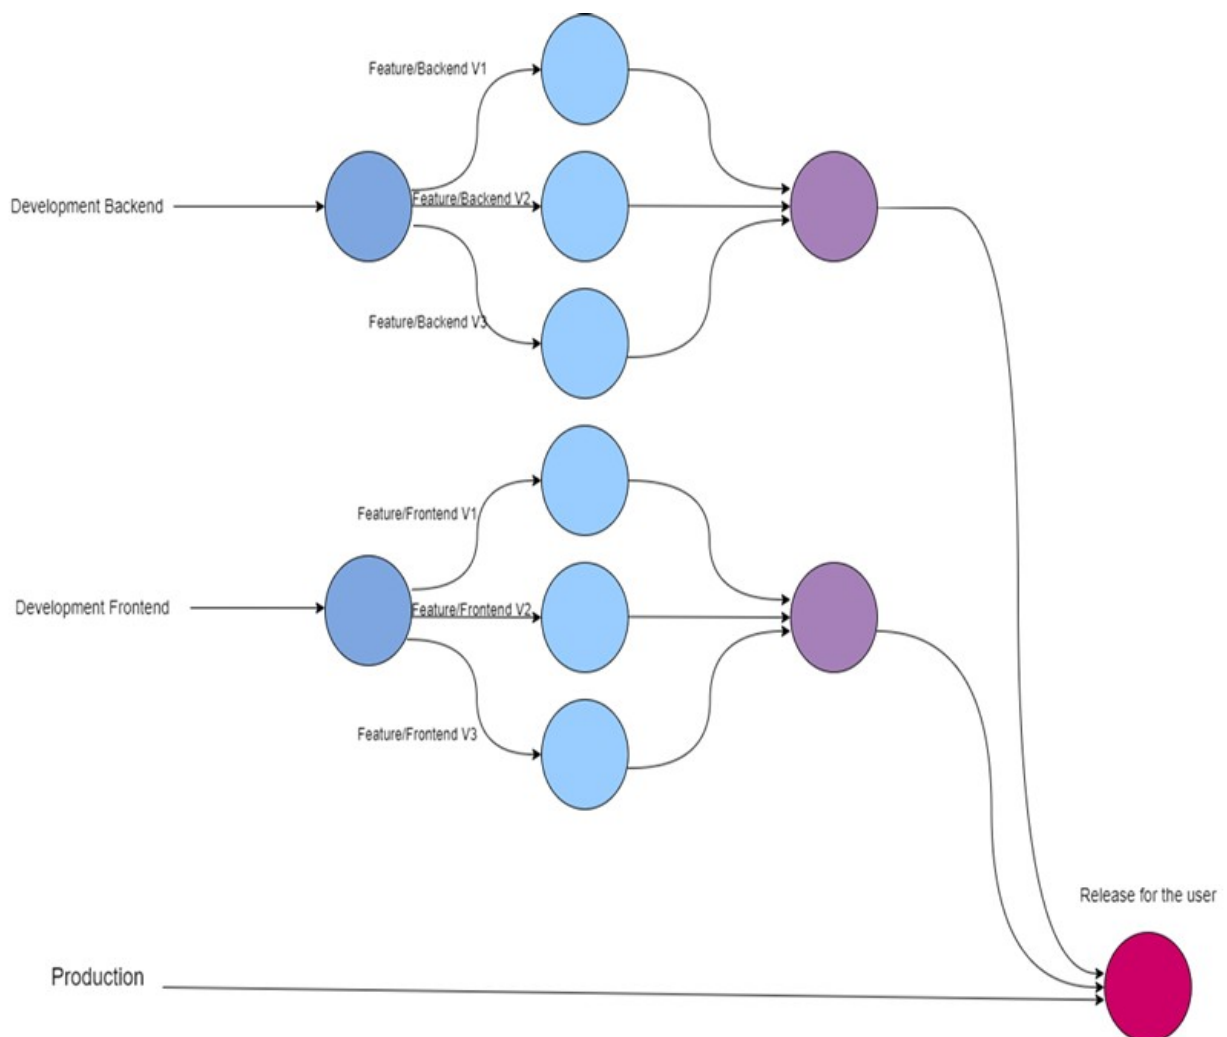 Feature/Backend V1
Feature/Backend V2
Development Backend
Feature/Backend V3
Feature/Frontend V1
Development Frontend
Feature/Frontend V2
Feature/Frontend V3
Release for the user
Production